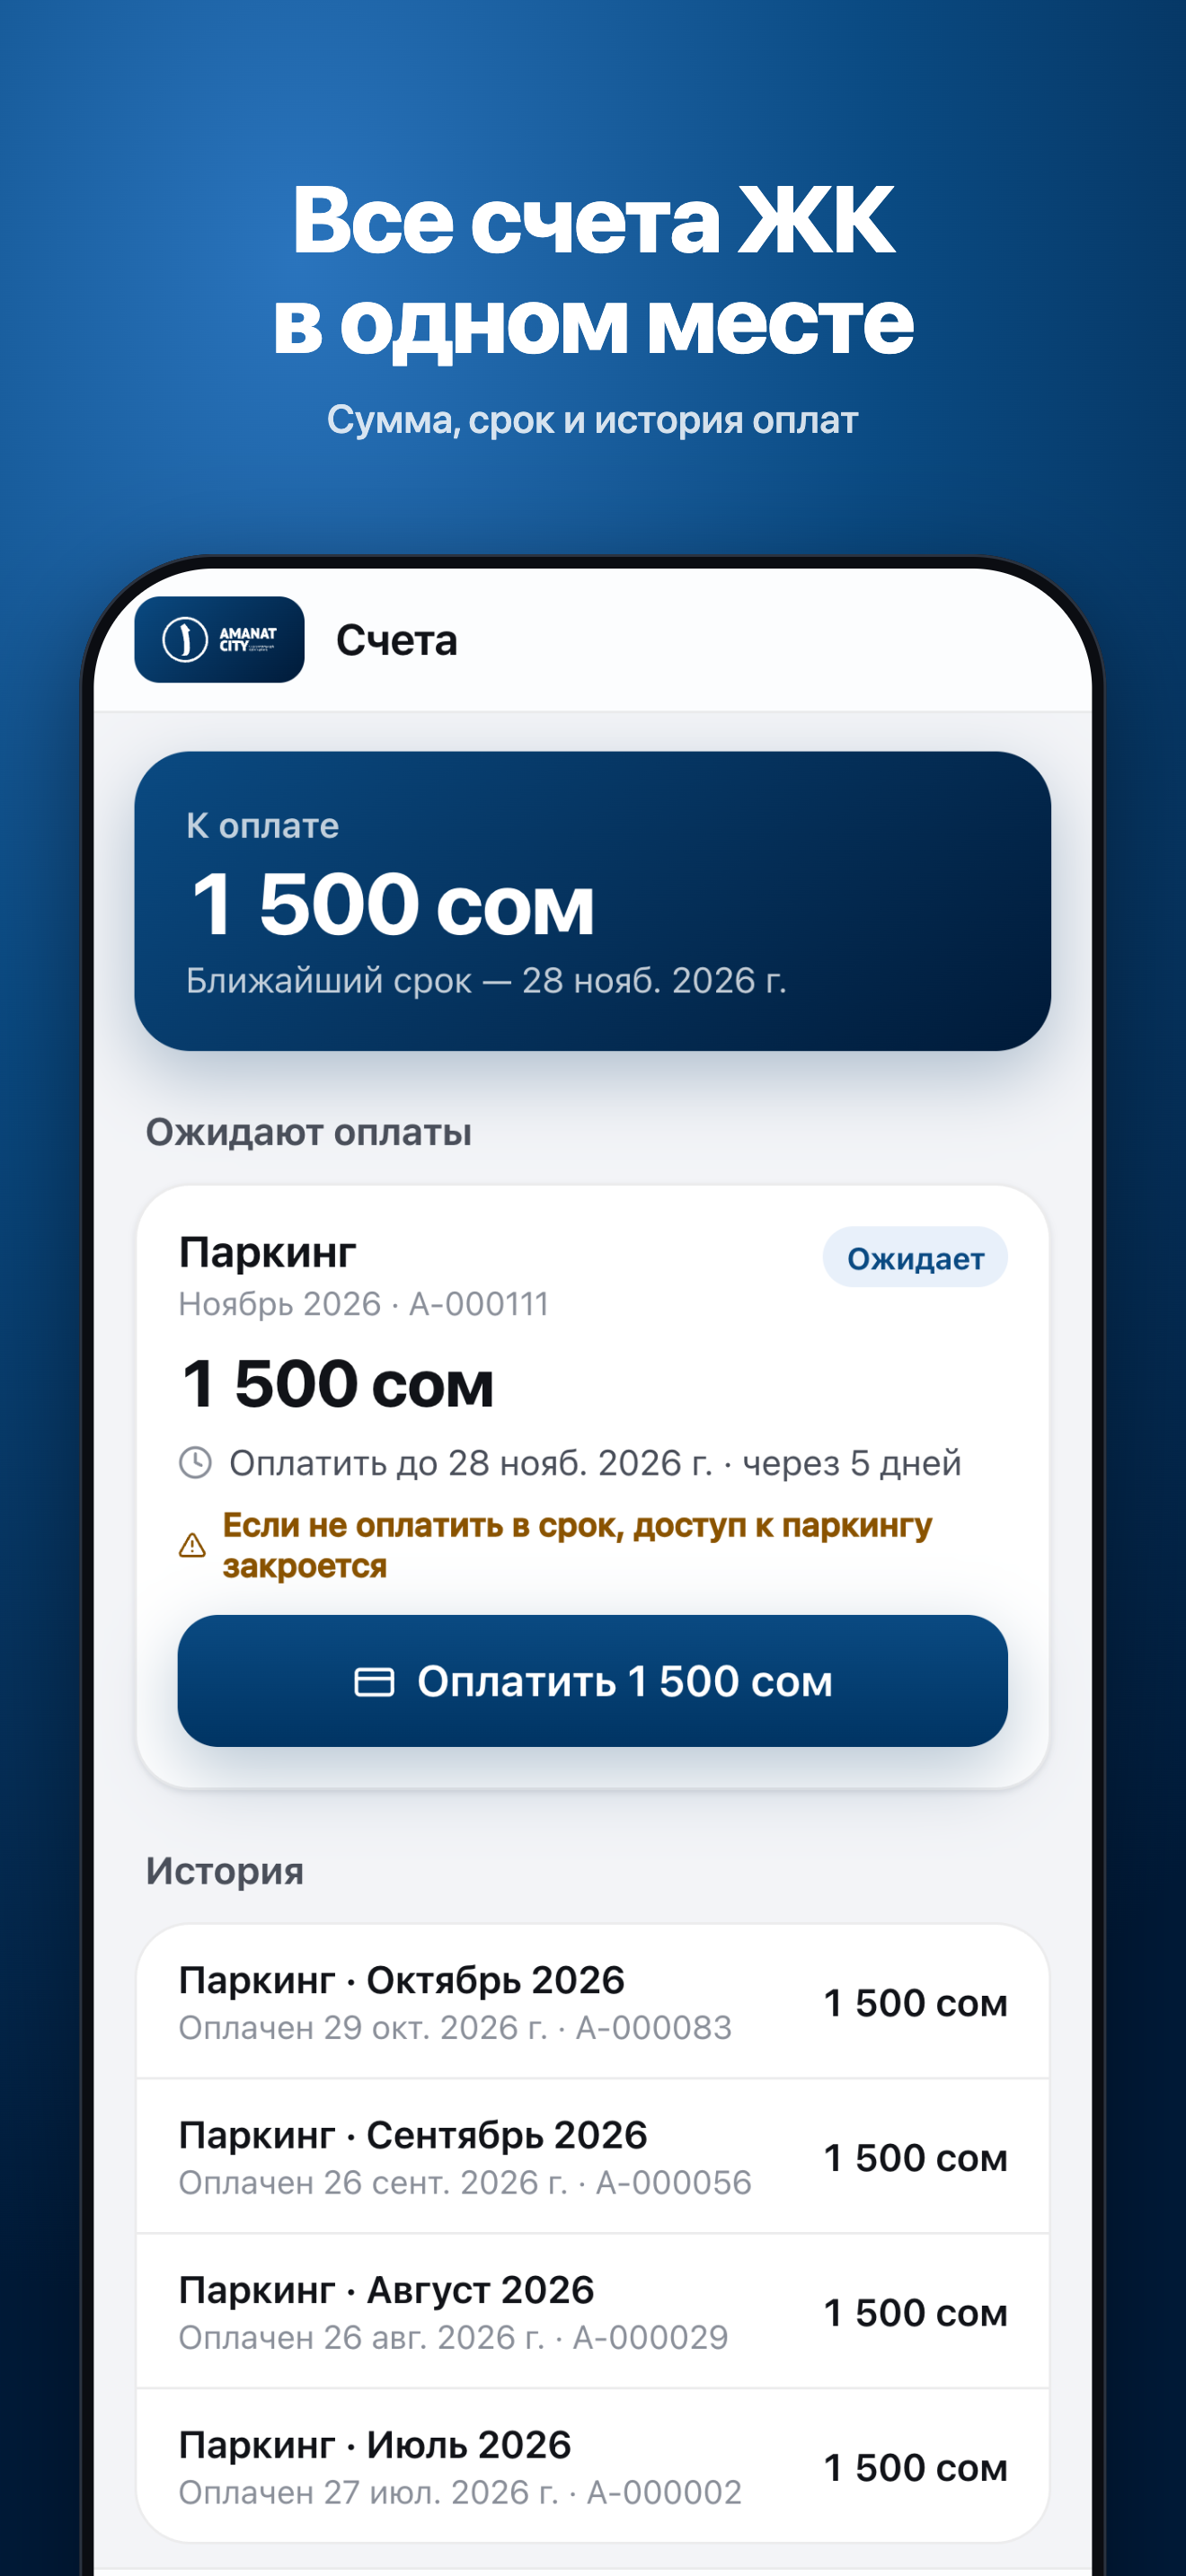 Все счета ЖК
в одном месте
Сумма, срок и история оплат
AMANAT
CITY
Счета
К оплате
1 500 сом
Ближайший срок — 28 нояб. 2026 г.
Ожидают оплаты
Паркинг
Ожидает
Ноябрь 2026 · A-000111
1 500 сом
Оплатить до 28 нояб. 2026 г. · через 5 дней
Если не оплатить в срок, доступ к паркингу
закроется
Оплатить 1 500 сом
История
Паркинг · Октябрь 2026
1 500 сом
Оплачен 29 окт. 2026 г. · A-000083
Паркинг · Сентябрь 2026
1 500 сом
Оплачен 26 сент. 2026 г. · A-000056
Паркинг · Август 2026
1 500 сом
Оплачен 26 авг. 2026 г. · A-000029
Паркинг · Июль 2026
1 500 сом
Оплачен 27 июл. 2026 г. · A-000002